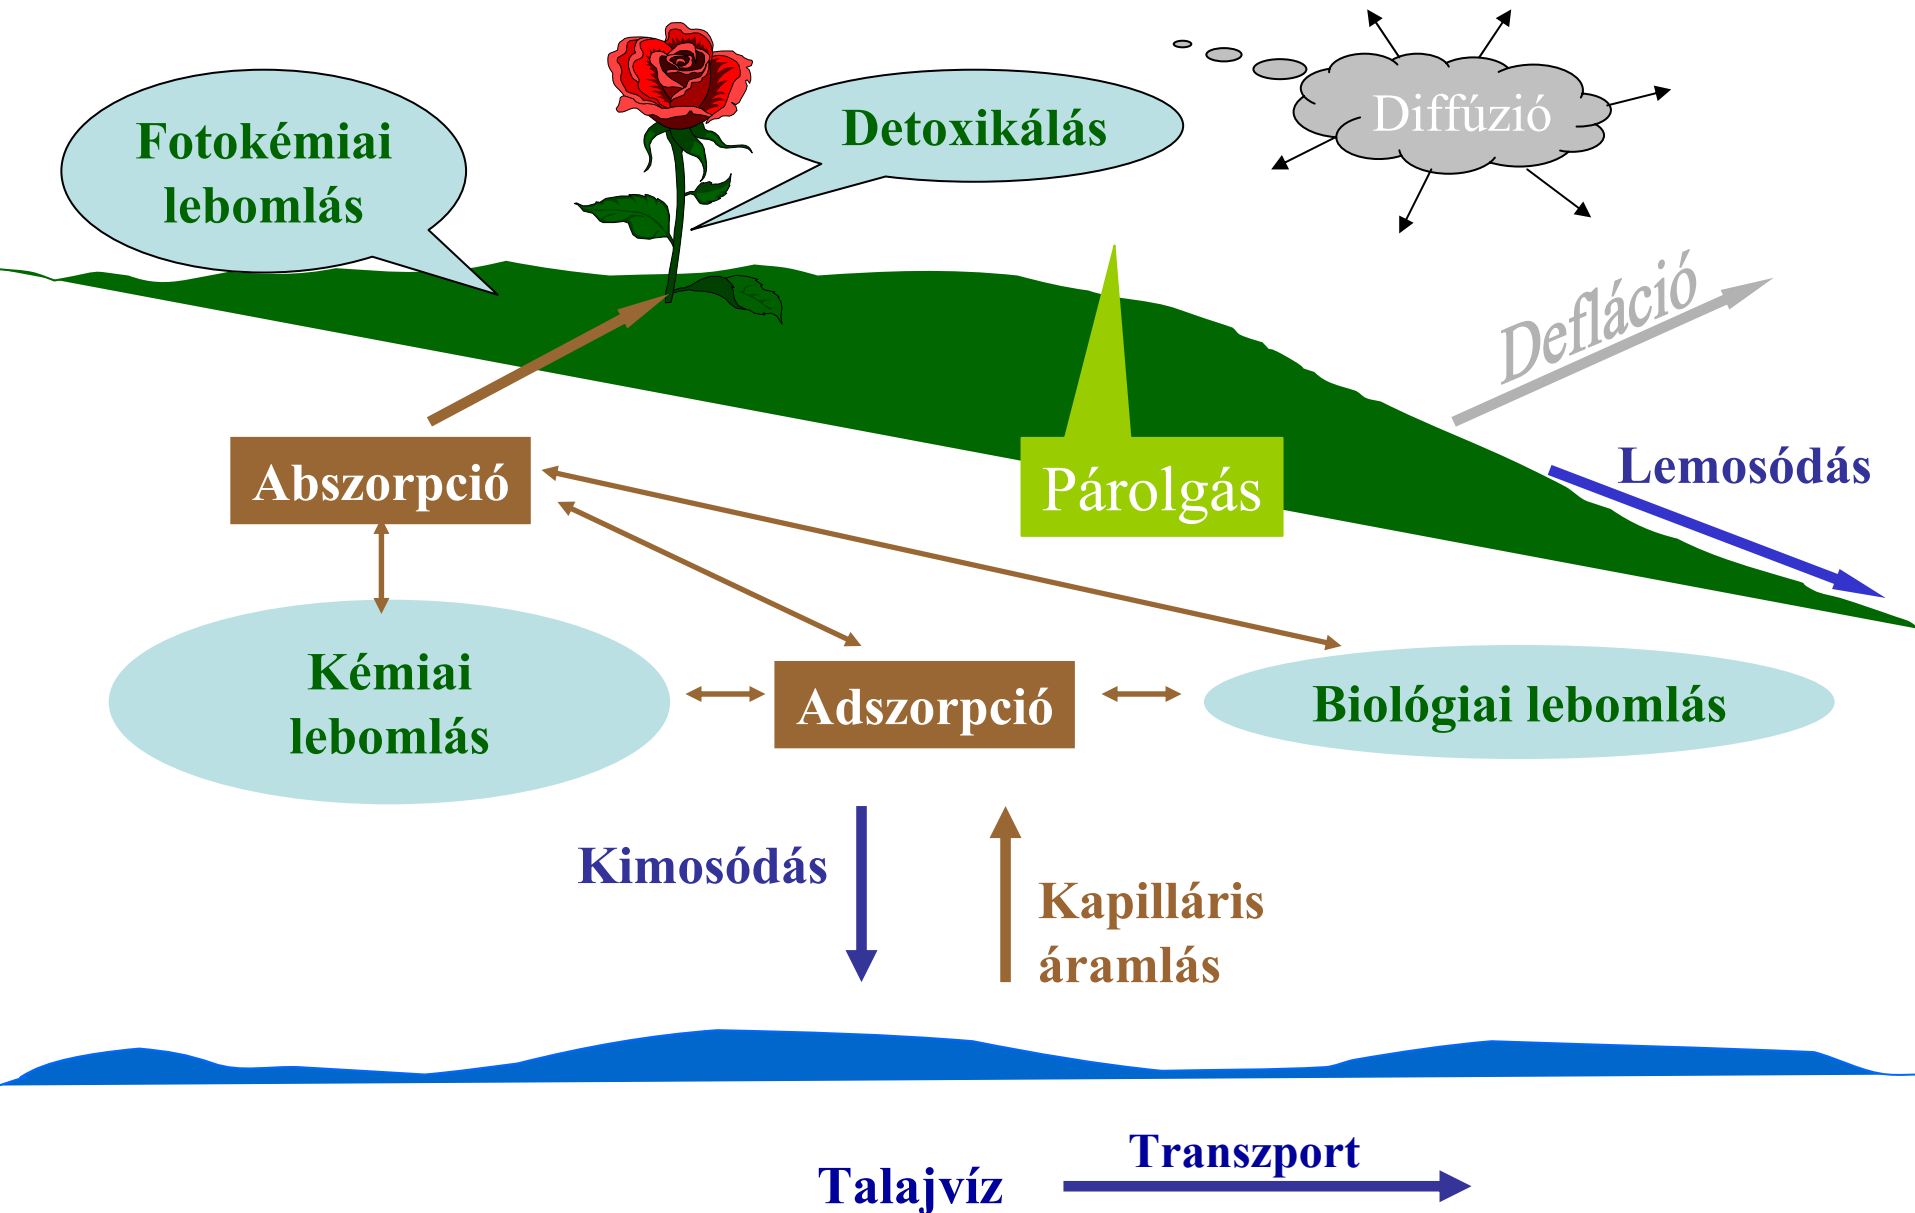 Fotokémiai
lebomlás
Detoxikálás
Diffúzió
Defláció
Lemosódás
Abszorpció
Párolgás
Kémiai
lebomlás
Adszorpció
Biológiai lebomlás
Kimosódás
Kapilláris
áramlás
Talajvíz
Transzport